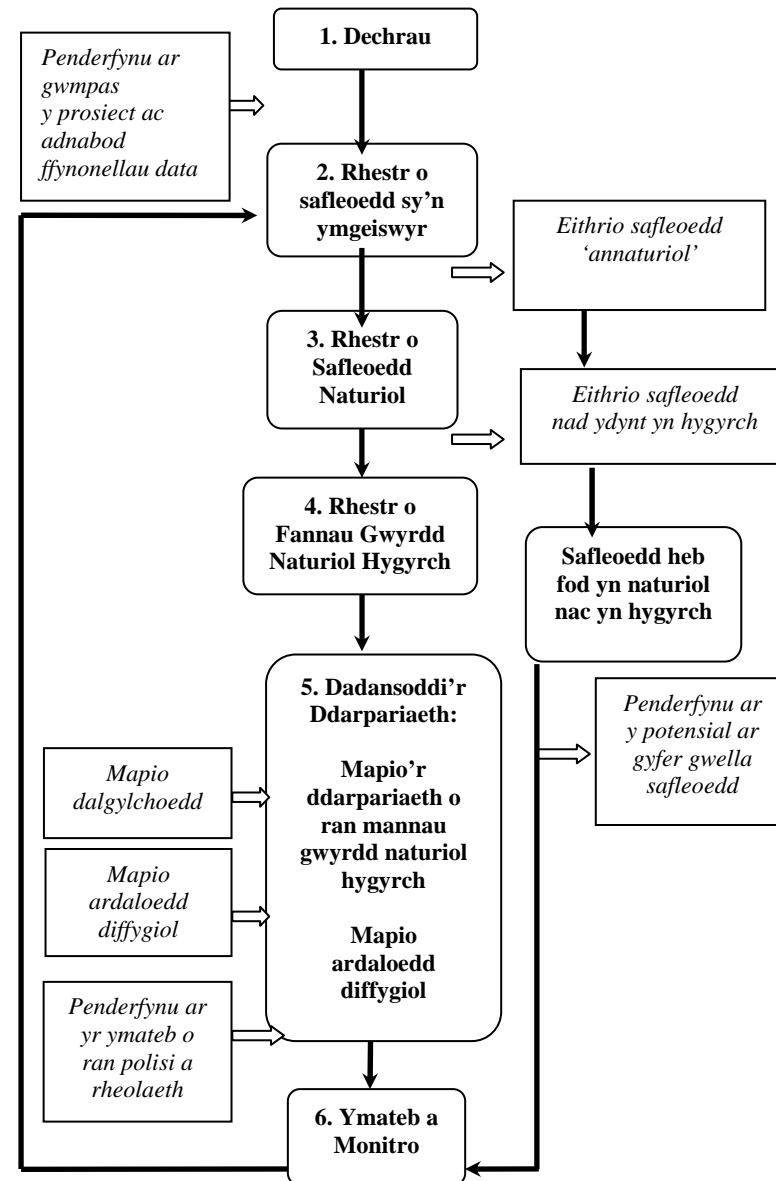 1. Dechrau
Penderfynu ar
gwmpas
y prosiect ac
adnabod
ffynonellau data
2. Rhestr o
safleoedd sy’n
ymgeiswyr
Eithrio safleoedd
‘annaturiol’
3. Rhestr o
Safleoedd
Naturiol
Eithrio safleoedd
nad ydynt yn hygyrch
4. Rhestr o
Fannau Gwyrdd
Naturiol Hygyrch
Safleoedd heb
fod yn naturiol
nac yn hygyrch
5. Dadansoddi’r
Ddarpariaeth:
Mapio’r
ddarpariaeth o
ran mannau
gwyrdd naturiol
hygyrch
Mapio
ardaloedd
diffygiol
Penderfynu ar
y potensial ar
gyfer gwella
safleoedd
Mapio
dalgylchoedd
Mapio
ardaloedd
diffygiol
Penderfynu ar
yr ymateb o
ran polisi a
rheolaeth
6. Ymateb a
Monitro